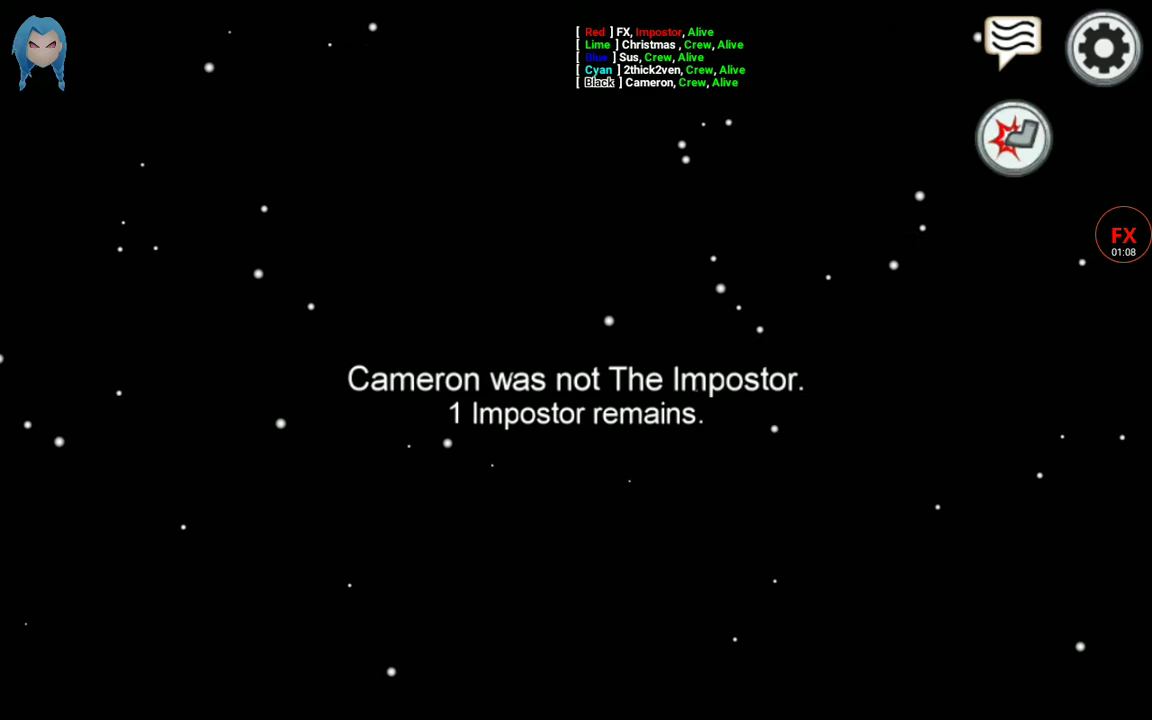 [ Red ] FX, Impostor, Alive
[ Lime ] Christmas , Crew, Alive
[ Blue ] Sus, Crew, Alive
[ Cyan ] 2thick2ven, Crew, Alive
[ Black ] Cameron, Crew, Alive
FX
01:08
Cameron was not The Impostor.
1 Impostor remains.